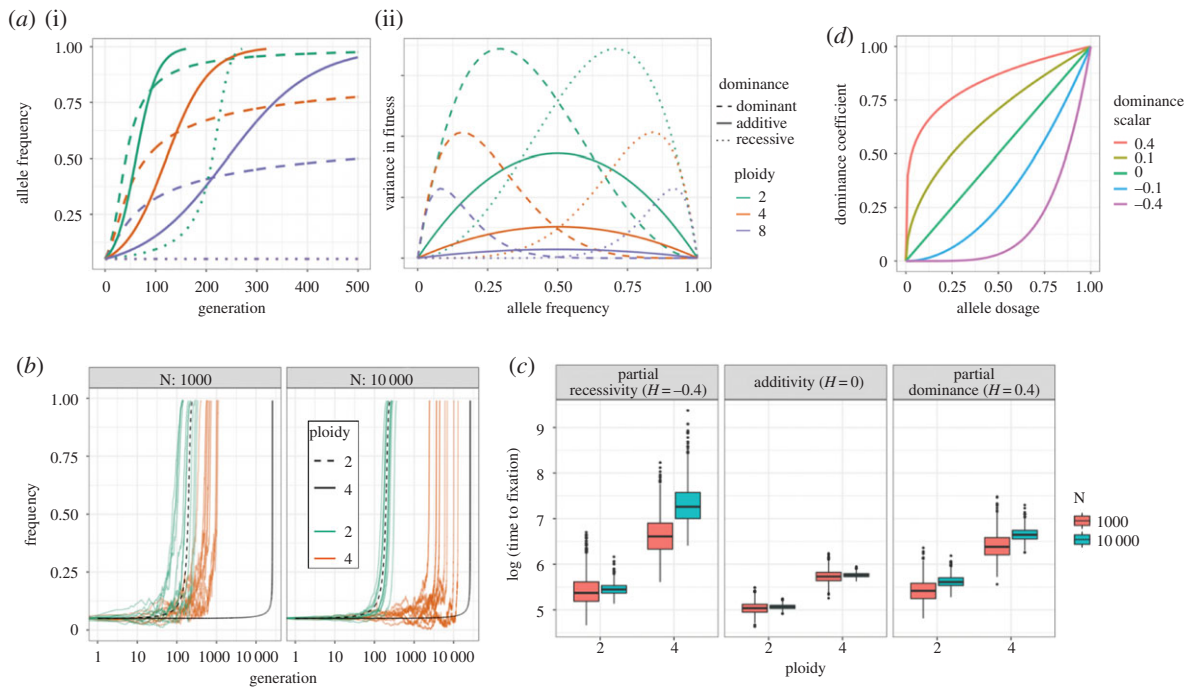 (a) (i)
1.00
0.75
0.50
0.25
allele frequency
0 100 200 300 400 500
generation
(ii)
variance in fitness
0 0.25 0.50 0.75 1.00
allele frequency
dominance
dominant
additive
recessive
ploidy
2
4
8
(d)
1.00
0.75
0.50
0.25
0
dominance coefficient
0 0.25 0.50 0.75 1.00
allele dosage
dominance
scalar
0.4
0.1
0
−0.1
−0.4
(b)
N: 1000
N: 10 000
1.00
0.75
0.50
0.25
0
frequency
ploidy
2
4
2
4
1 10 100 1000 10 000
1 10 100 1000 10 000
generation
(c)
partial
recessivity (H = −0.4)
additivity (H = 0)
partial
dominance (H = 0.4)
9
8
7
6
5
log (time to fixation)
2 4
2 4
2 4
ploidy
N
1000
10 000